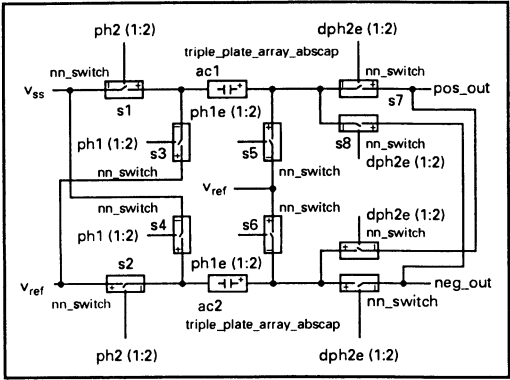 ph2 (1:2)
dph2e (1:2)
triple_plate_array_abscap
nn_switch
ac1
nn_switch
v_ss
s1
s7
pos_out
ph1e (1:2)
ph1 (1:2)
s3
s5
s8
nn_switch
dph2e (1:2)
nn_switch
nn_switch
v_ref
nn_switch
nn_switch
dph2e (1:2)
ph1 (1:2)
s4
s6
nn_switch
s2
ph1e (1:2)
v_ref
neg_out
nn_switch
ac2
nn_switch
triple_plate_array_abscap
ph2 (1:2)
dph2e (1:2)